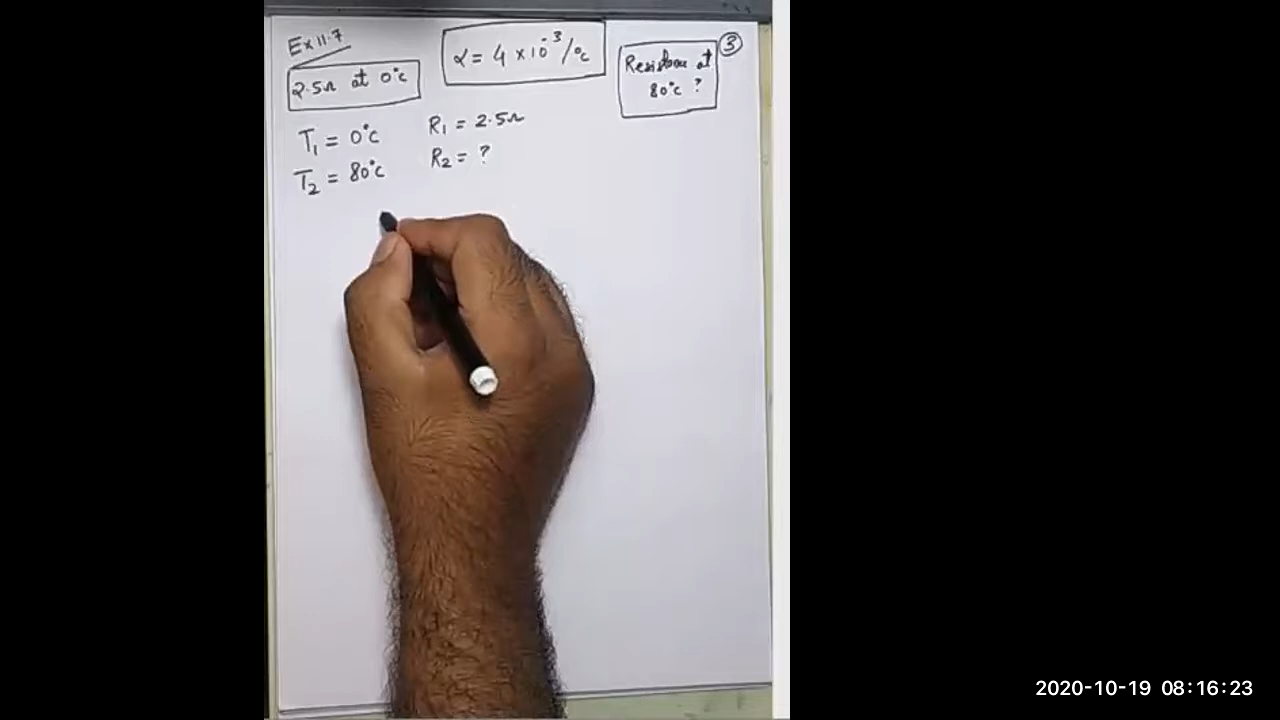 Ex 11.7
2.5Ω at 0°C
α = 4 × 10⁻³/°C
Resistance at
80°C ?
3
T₁ = 0°C
R₁ = 2.5Ω
T₂ = 80°C
R₂ = ?
2020-10-19 08:16:23